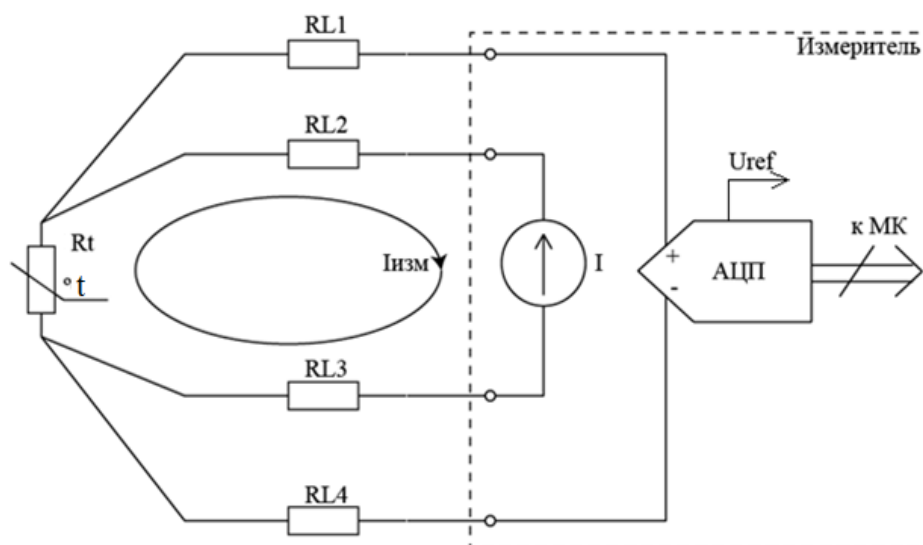 RL1
Измеритель
RL2
Uref
Rt
°t
Iизм
I
+
-
АЦП
к МК
RL3
RL4